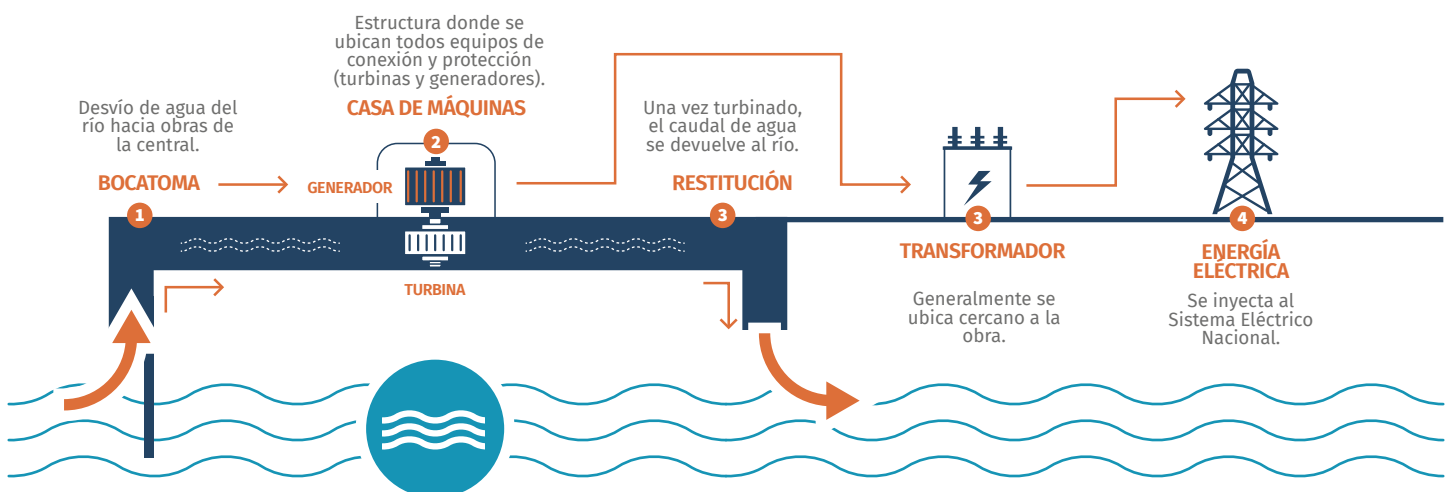 Desvío de agua del
río hacia obras de
la central.
BOCATOMA
1
Estructura donde se
ubican todos equipos de
conexión y protección
(turbinas y generadores).
CASA DE MÁQUINAS
2
GENERADOR
TURBINA
Una vez turbinado,
el caudal de agua
se devuelve al río.
RESTITUCIÓN
3
3
TRANSFORMADOR
Generalmente se
ubica cercano a la
obra.
4
ENERGÍA
ELÉCTRICA
Se inyecta al
Sistema Eléctrico
Nacional.